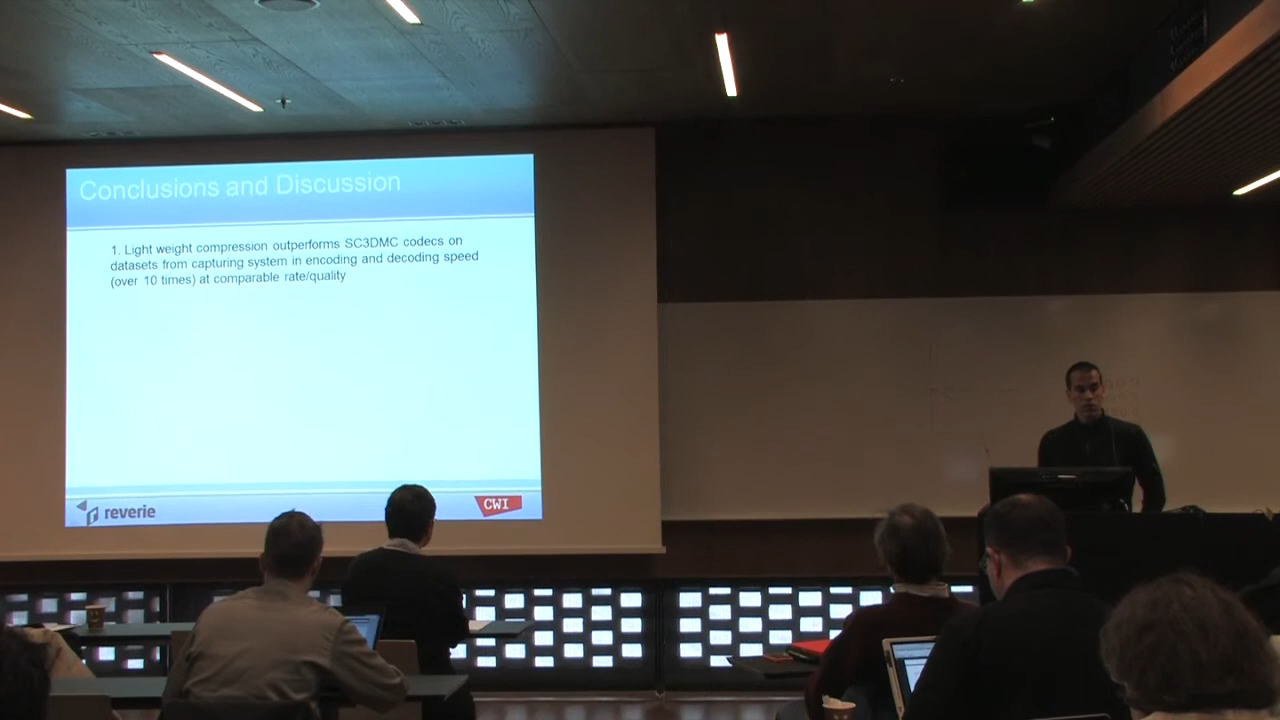 Conclusions and Discussion
1. Light weight compression outperforms SC3DMC codecs on
datasets from capturing system in encoding and decoding speed
(over 10 times) at comparable rate/quality
reverie
CWI